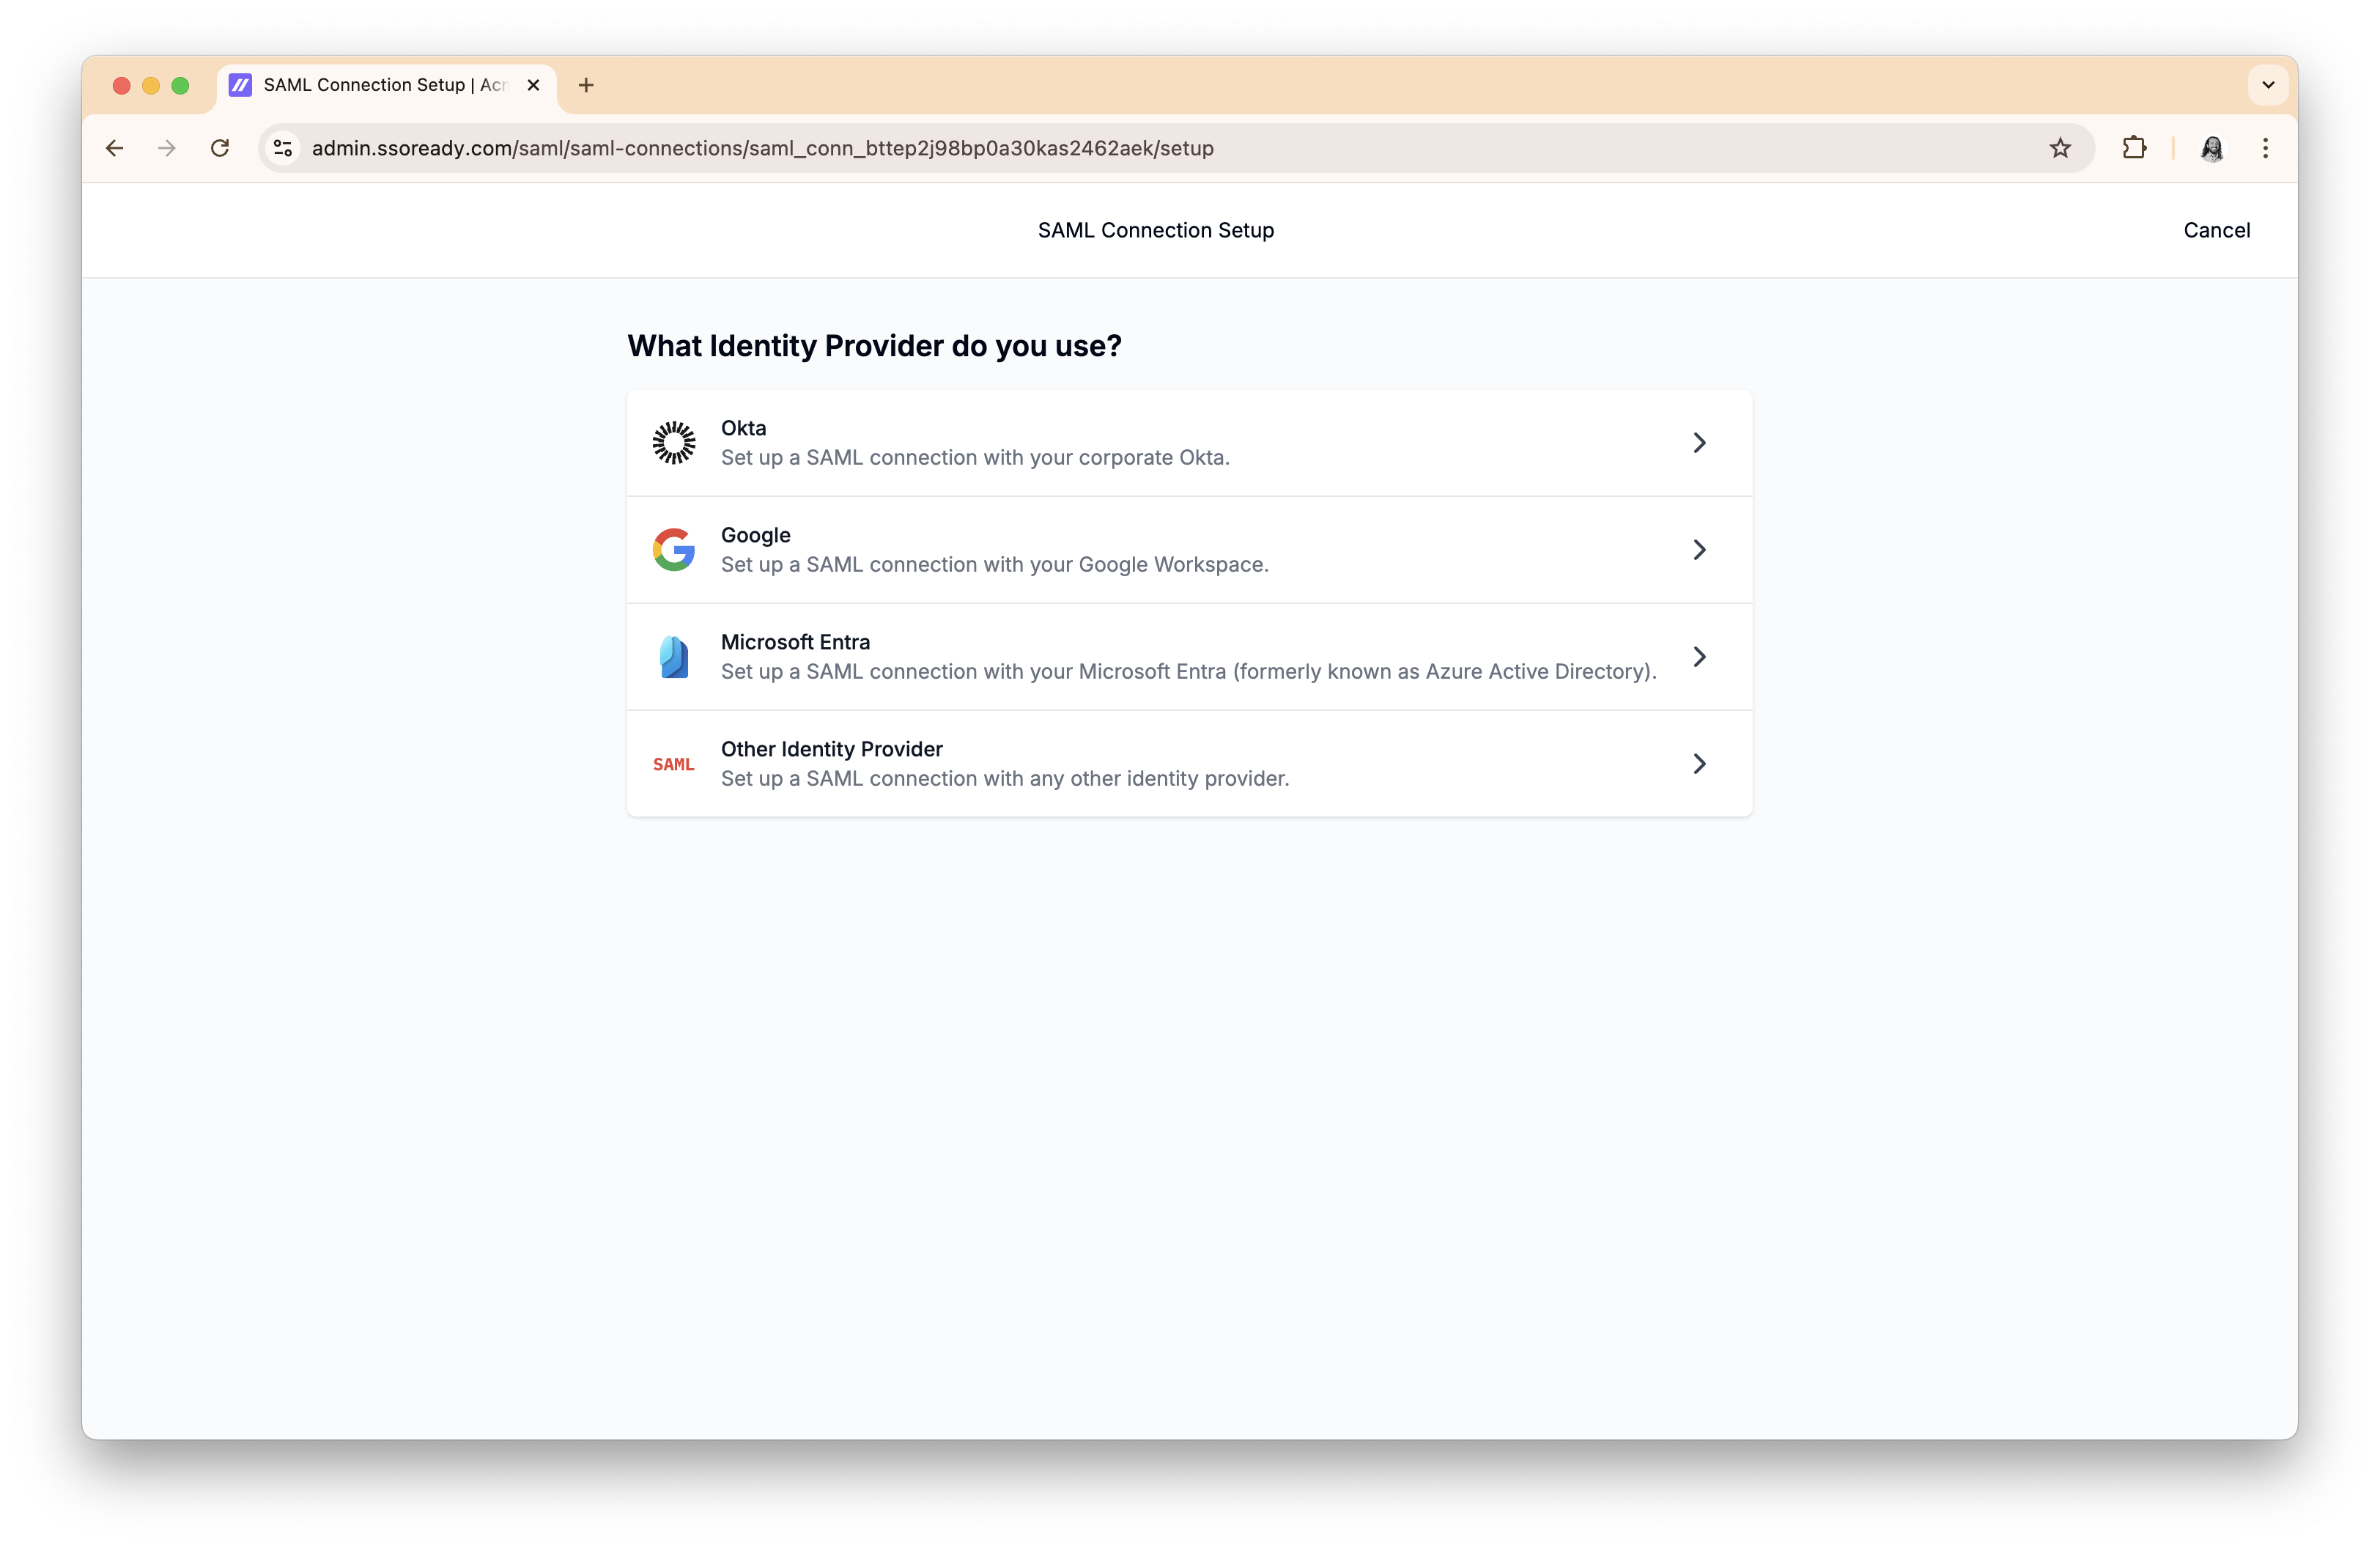 SAML Connection Setup | Acr
admin.ssoready.com/saml/saml-connections/saml_conn_bttep2j98bp0a30kas2462aek/setup
SAML Connection Setup
Cancel
What Identity Provider do you use?
Okta
Set up a SAML connection with your corporate Okta.
Google
Set up a SAML connection with your Google Workspace.
Microsoft Entra
Set up a SAML connection with your Microsoft Entra (formerly known as Azure Active Directory).
SAML
Other Identity Provider
Set up a SAML connection with any other identity provider.